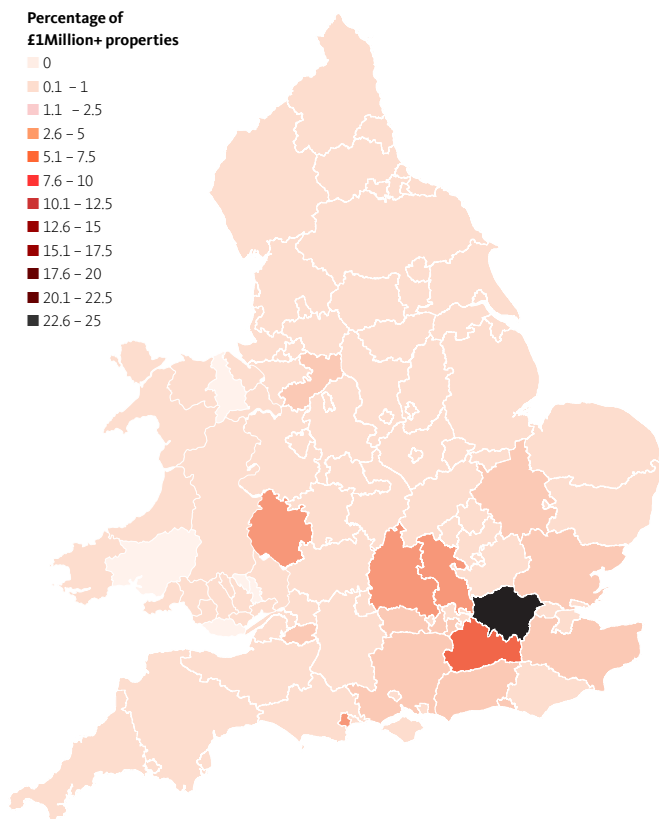 Percentage of
£1Million+ properties
0
0.1 – 1
1.1 – 2.5
2.6 – 5
5.1 – 7.5
7.6 – 10
10.1 – 12.5
12.6 – 15
15.1 – 17.5
17.6 – 20
20.1 – 22.5
22.6 – 25